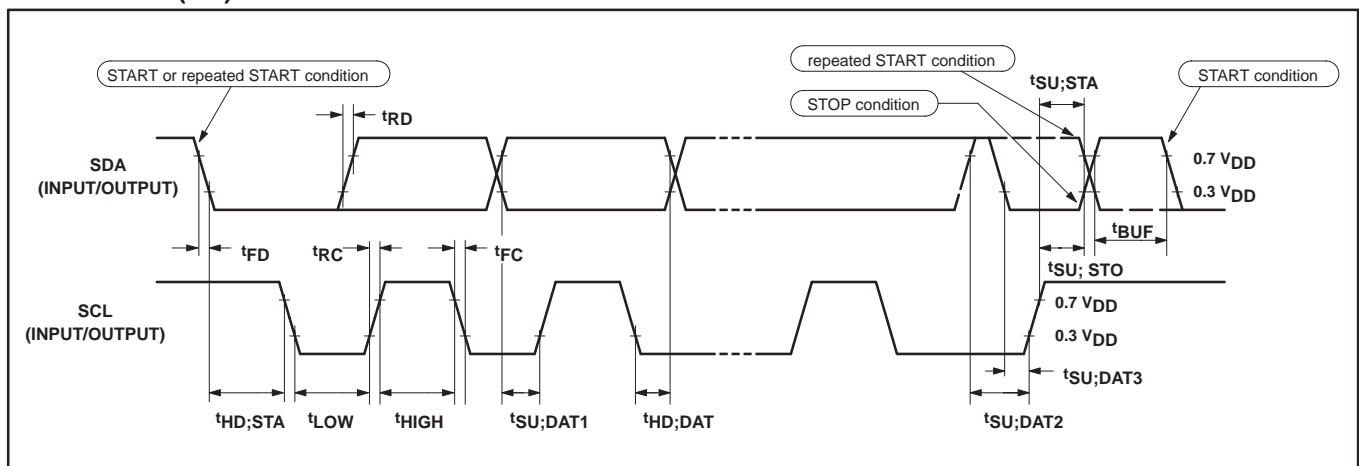 START or repeated START condition
repeated START condition
tSU;STA
START condition
STOP condition
tRD
SDA
(INPUT/OUTPUT)
0.7 VDD
0.3 VDD
tFD
tRC
tFC
tBUF
tSU; STO
SCL
(INPUT/OUTPUT)
0.7 VDD
0.3 VDD
tSU;DAT3
tHD;STA
tLOW
tHIGH
tSU;DAT1
tHD;DAT
tSU;DAT2